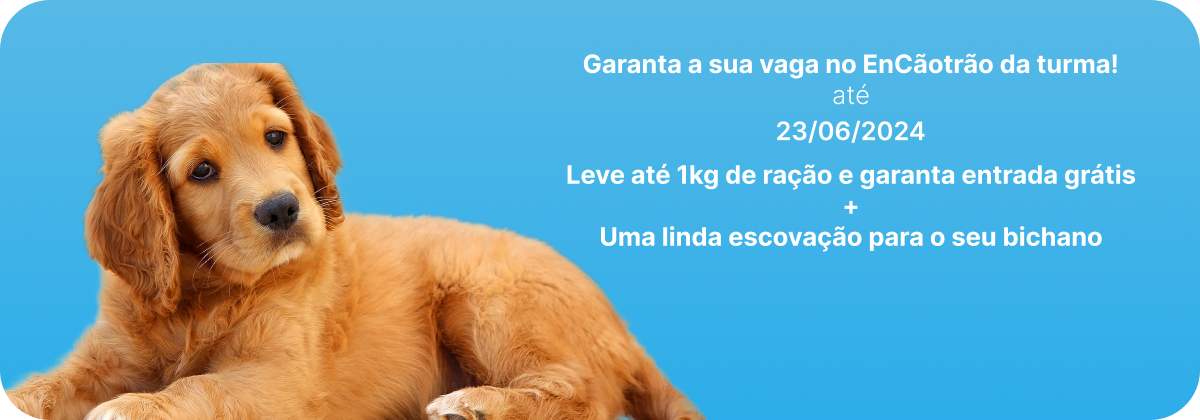 Garanta a sua vaga no EnCãotrão da turma!
até
23/06/2024
Leve até 1kg de ração e garanta entrada grátis
+
Uma linda escovação para o seu bichano